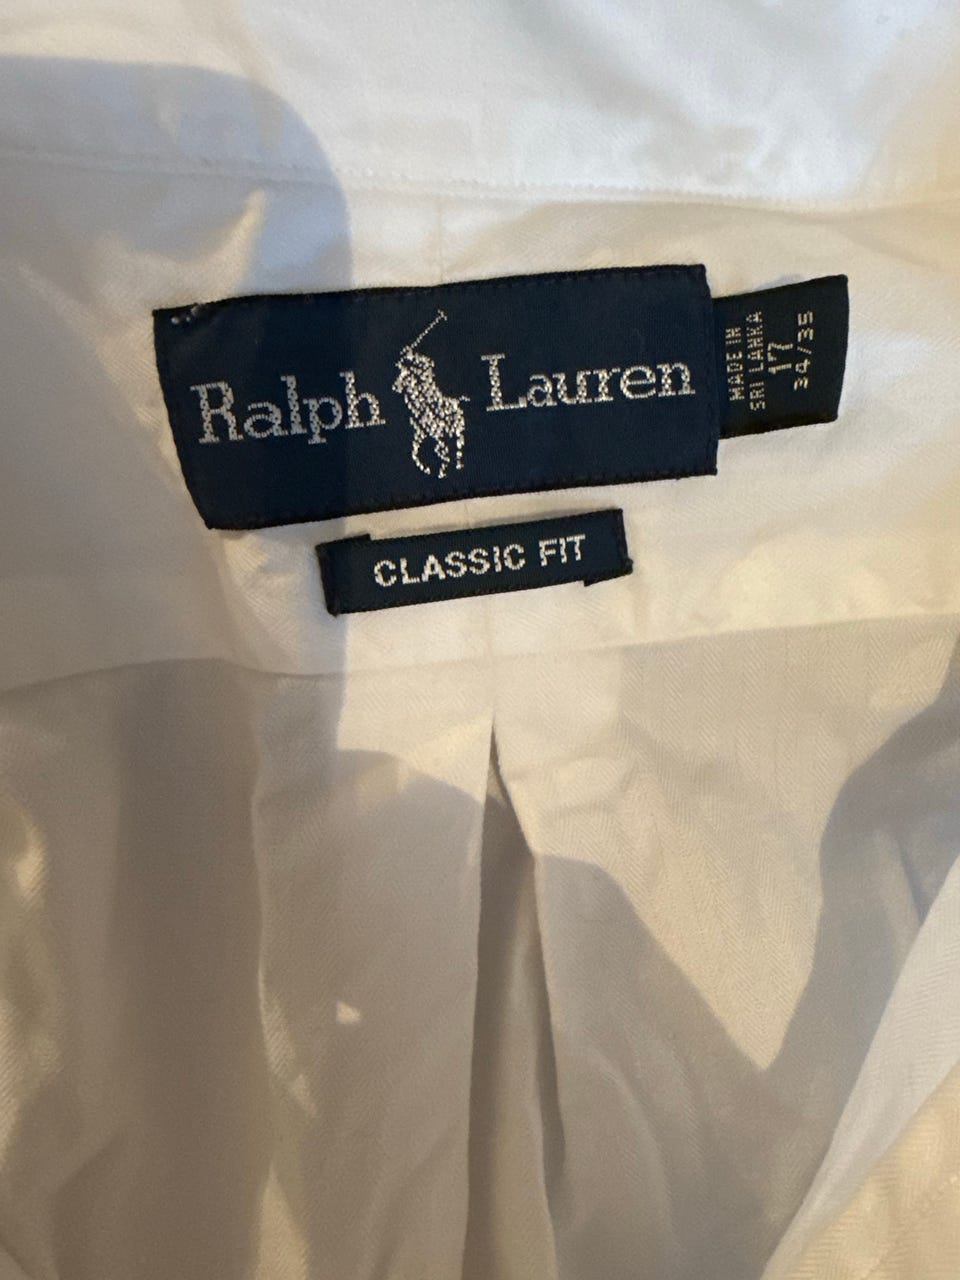 Ralph Lauren
MADE IN
SRI LANKA
17
34/35
CLASSIC FIT